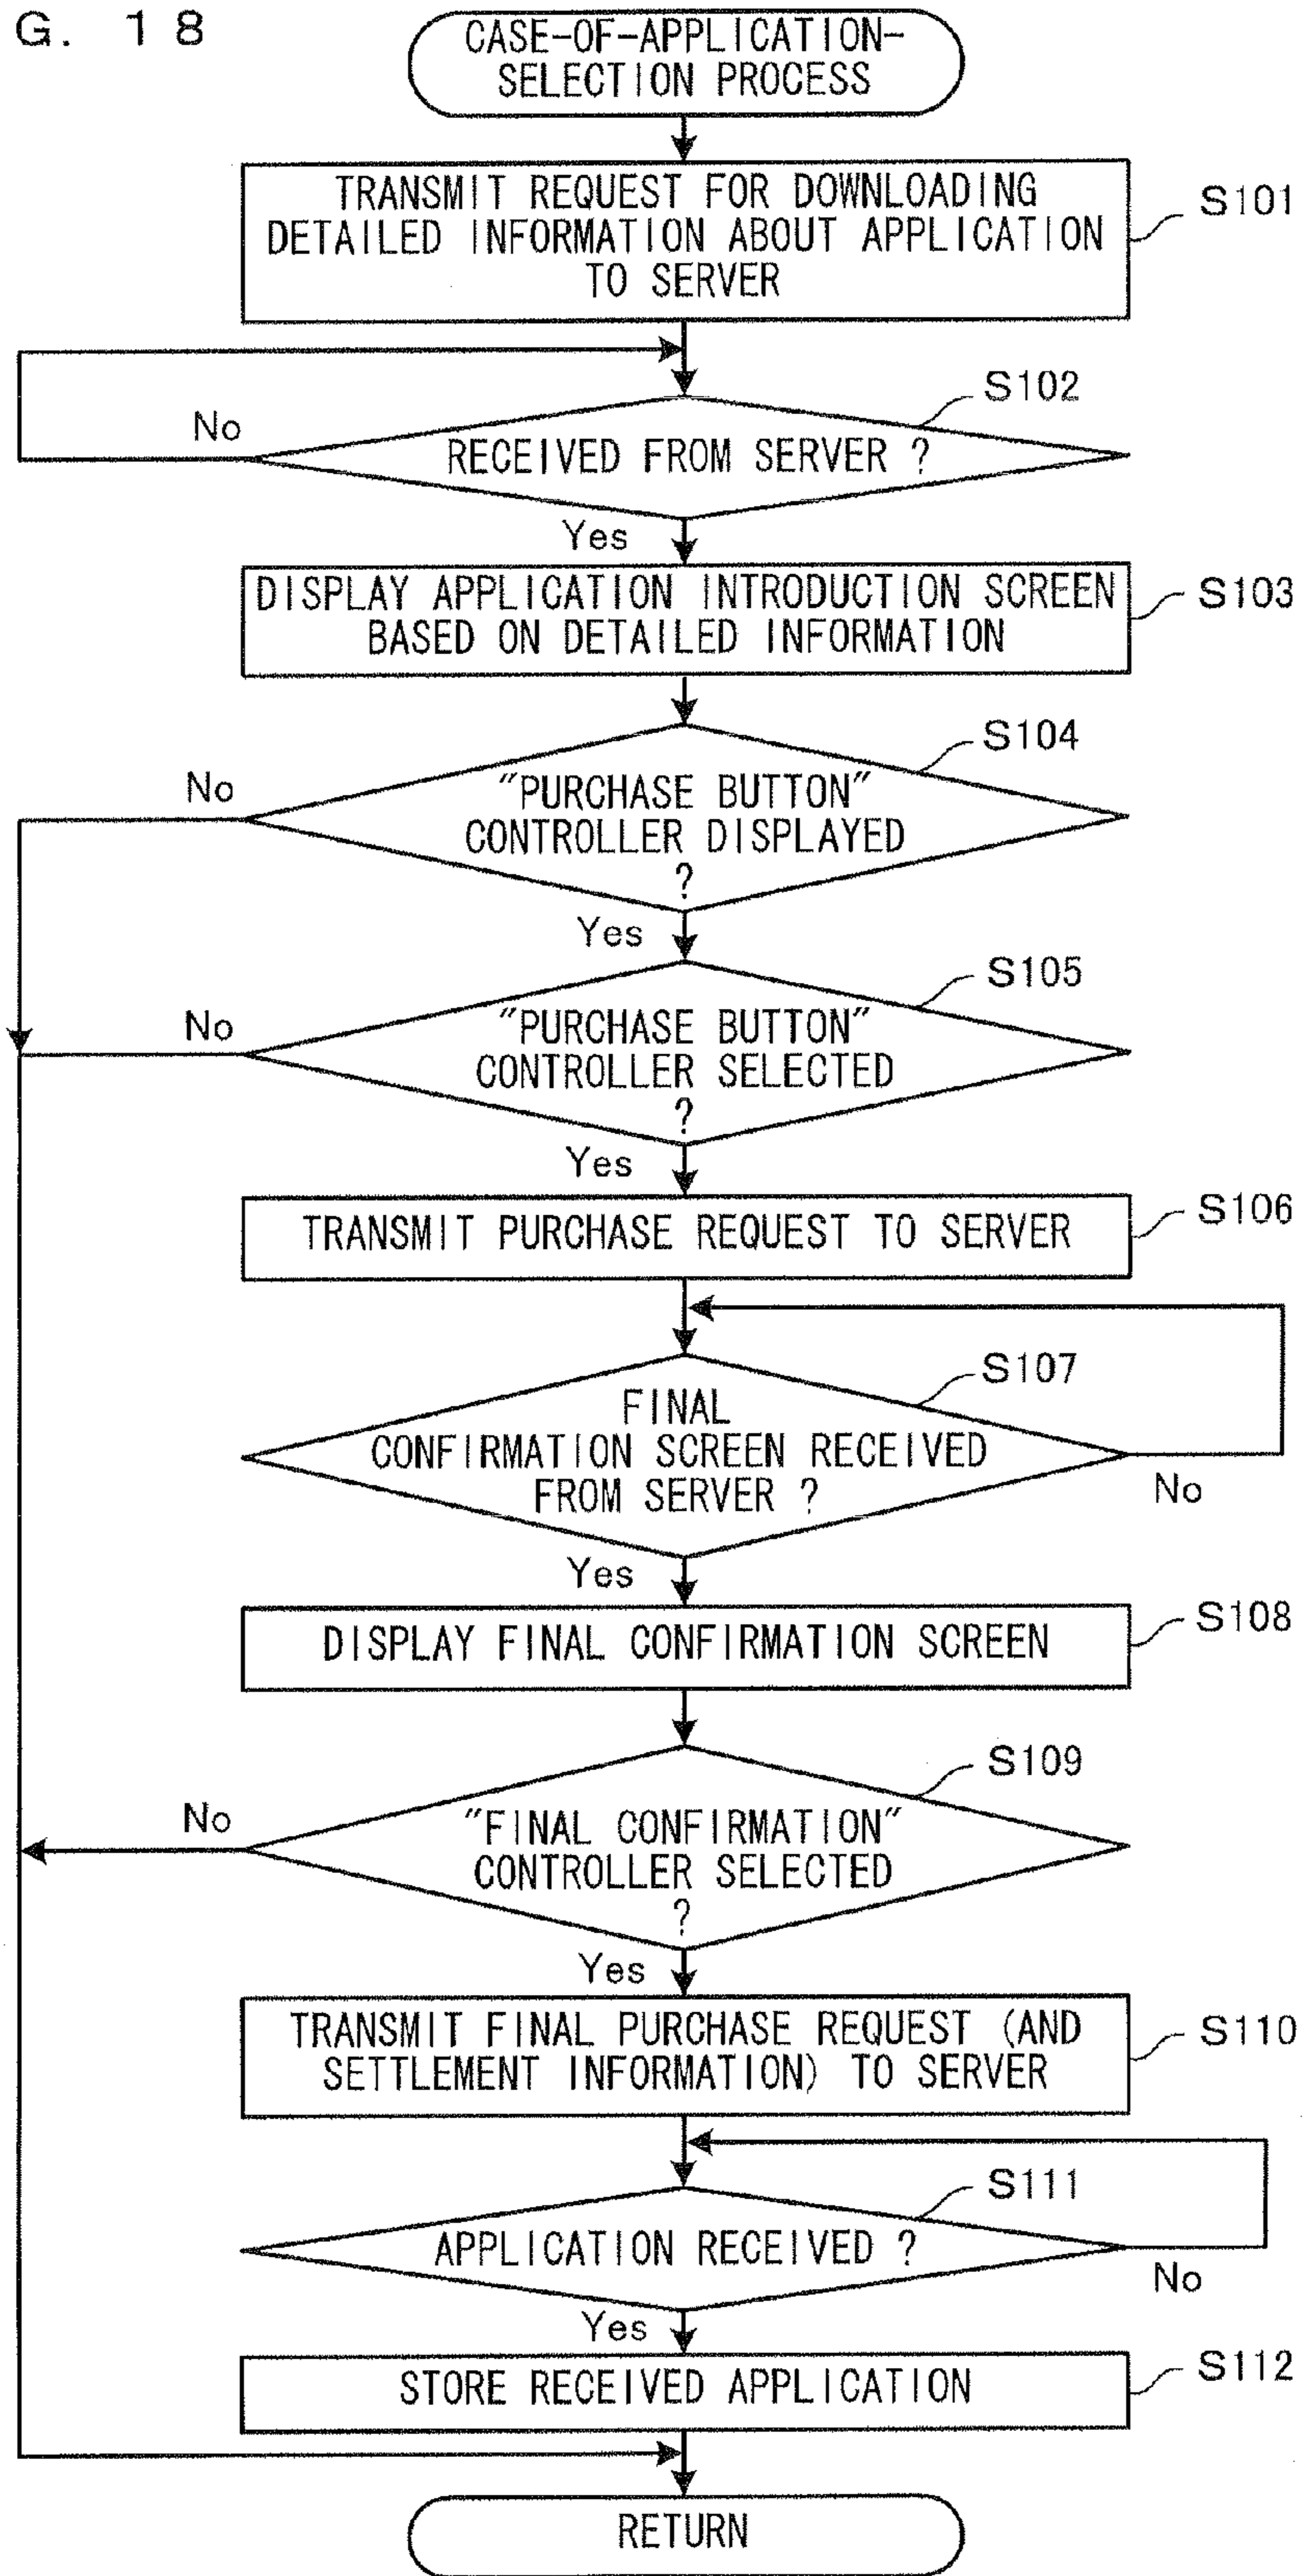 G. 18
CASE-OF-APPLICATION-
SELECTION PROCESS
TRANSMIT REQUEST FOR DOWNLOADING
DETAILED INFORMATION ABOUT APPLICATION
TO SERVER
S101
S102
No
RECEIVED FROM SERVER ?
Yes
DISPLAY APPLICATION INTRODUCTION SCREEN
BASED ON DETAILED INFORMATION
S103
S104
No
"PURCHASE BUTTON"
CONTROLLER DISPLAYED
?
Yes
S105
No
"PURCHASE BUTTON"
CONTROLLER SELECTED
?
Yes
TRANSMIT PURCHASE REQUEST TO SERVER
S106
S107
FINAL
CONFIRMATION SCREEN RECEIVED
FROM SERVER ?
No
Yes
DISPLAY FINAL CONFIRMATION SCREEN
S108
S109
No
"FINAL CONFIRMATION"
CONTROLLER SELECTED
?
Yes
TRANSMIT FINAL PURCHASE REQUEST (AND
SETTLEMENT INFORMATION) TO SERVER
S110
S111
APPLICATION RECEIVED ?
No
Yes
STORE RECEIVED APPLICATION
S112
RETURN